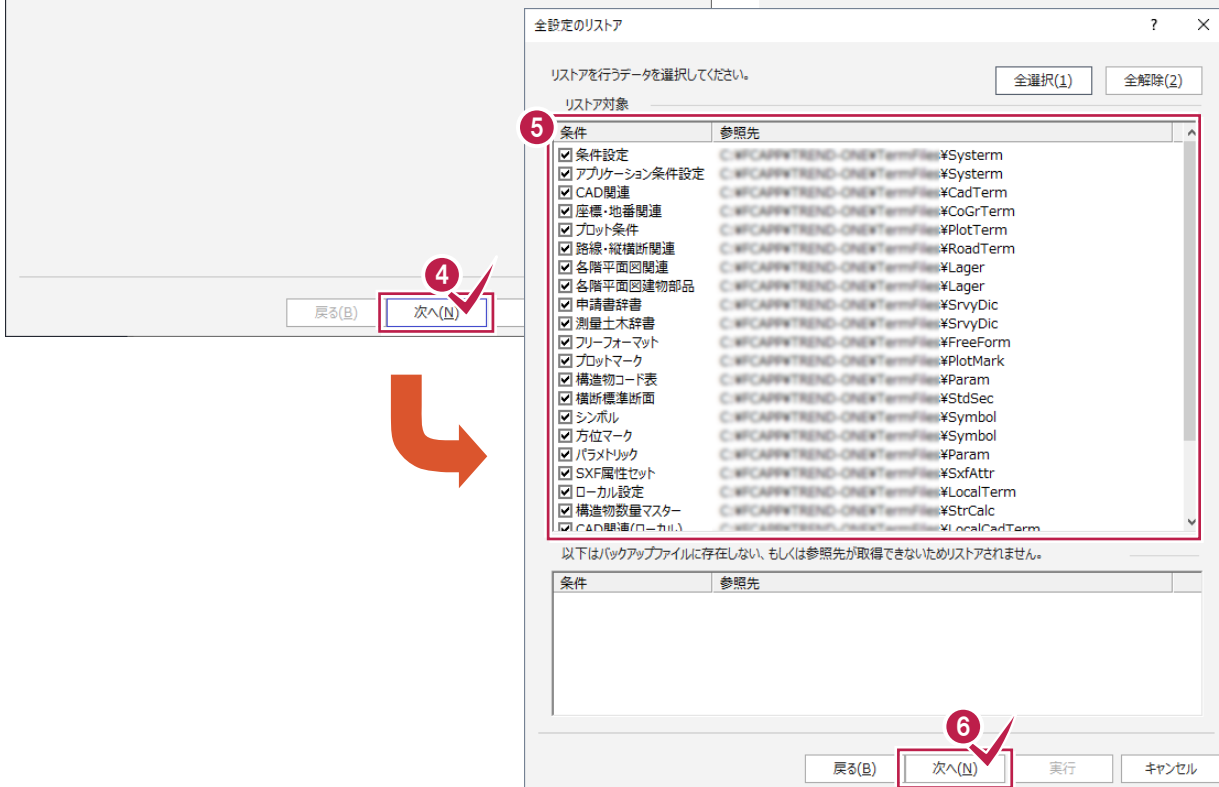 4
戻る(B)
次へ(N)
全設定のリストア
? ×
リストアを行うデータを選択してください。
全選択(1)
全解除(2)
リストア対象
5
条件 参照先
条件設定 ¥Systerm
アプリケーション条件設定 ¥Systerm
CAD関連 ¥CadTerm
座標・地番関連 ¥CoGrTerm
プロット条件 ¥PlotTerm
路線・縦横断関連 ¥RoadTerm
各階平面図関連 ¥Lager
各階平面図建物部品 ¥Lager
申請書辞書 ¥SrvyDic
測量土木辞書 ¥SrvyDic
フリーフォーマット ¥FreeForm
プロットマーク ¥PlotMark
構造物コード表 ¥Param
横断標準断面 ¥StdSec
シンボル ¥Symbol
方位マーク ¥Symbol
パラメトリック ¥Param
SXF属性セット ¥SxfAttr
ローカル設定 ¥LocalTerm
構造物数量マスター ¥StrCalc
CAD関連(ローカル) ¥LocalCadTerm
以下はバックアップファイルに存在しない、もしくは参照先が取得できないためリストアされません。
条件 参照先
6
戻る(B)
次へ(N)
実行
キャンセル